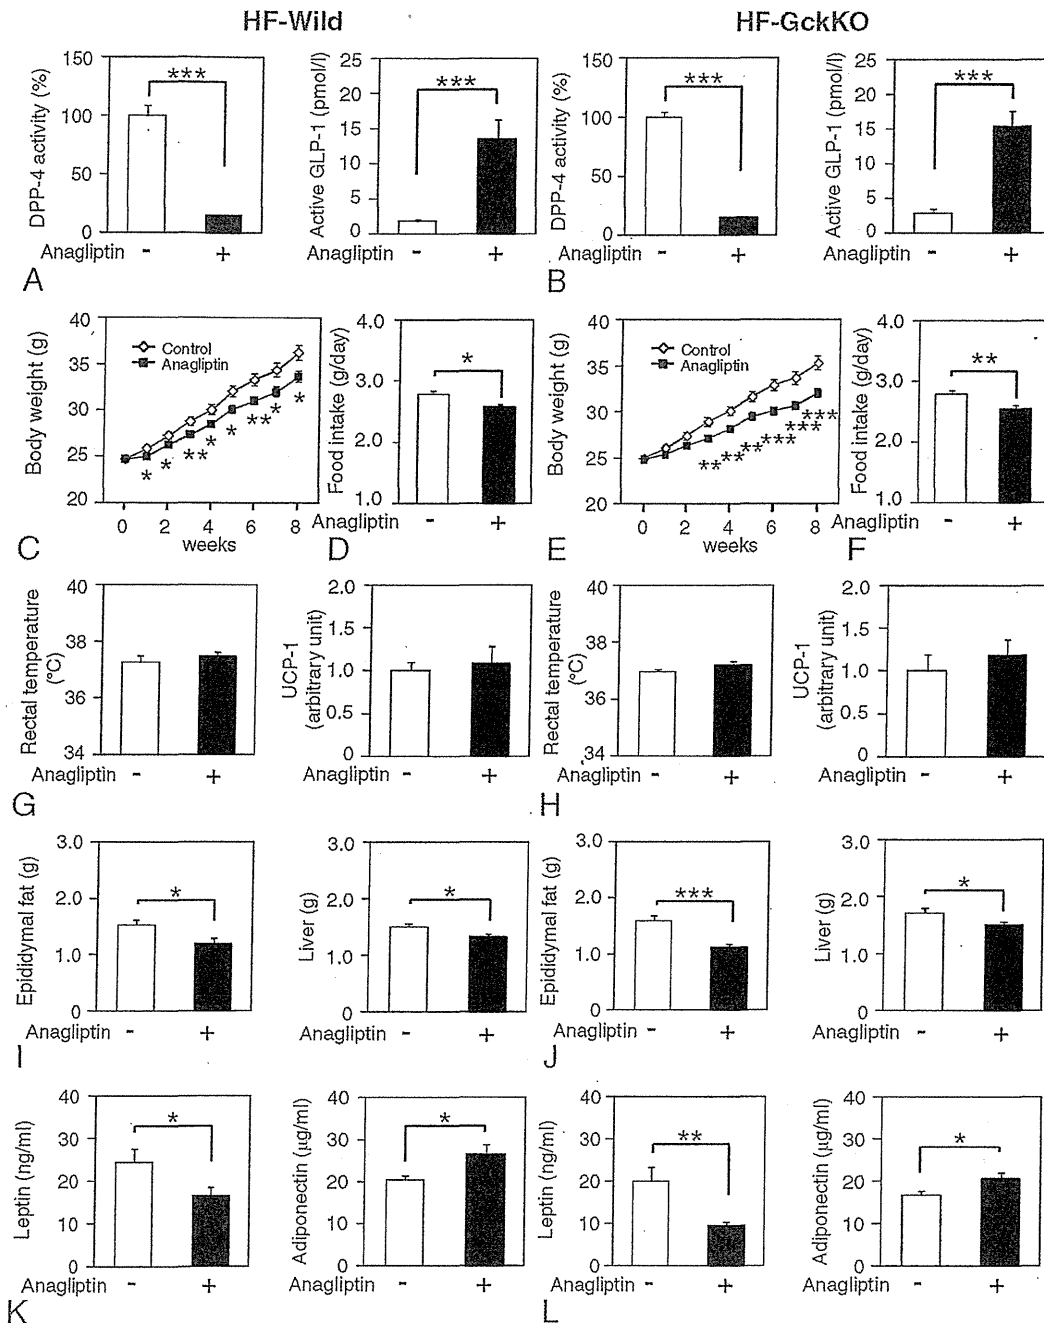 HF-Wild
HF-GckKO
DPP-4 activity (%)
150
100
50
0
***
Anagliptin - +
Active GLP-1 (pmol/l)
25
20
15
10
5
0
***
- +
DPP-4 activity (%)
150
100
50
0
***
Anagliptin - +
Active GLP-1 (pmol/l)
25
20
15
10
5
0
***
- +
A
B
Body weight (g)
40
35
30
25
20
Control
Anagliptin
* * ** * * ** * *
0 2 4 6 8
weeks
Food intake (g/day)
4.0
3.0
2.0
1.0
*
Anagliptin - +
Body weight (g)
40
35
30
25
20
Control
Anagliptin
** ** ** *** *** ***
0 2 4 6 8
weeks
Food intake (g/day)
4.0
3.0
2.0
1.0
**
Anagliptin - +
C
D
E
F
Rectal temperature
(°C)
40
38
36
34
Anagliptin - +
UCP-1
(arbitrary unit)
2.0
1.5
1.0
0.5
0
Anagliptin - +
Rectal temperature
(°C)
40
38
36
34
Anagliptin - +
UCP-1
(arbitrary unit)
2.0
1.5
1.0
0.5
0
Anagliptin - +
G
H
Epididymal fat (g)
3.0
2.0
1.0
0
*
Anagliptin - +
Liver (g)
3.0
2.0
1.0
0
*
Anagliptin - +
Epididymal fat (g)
3.0
2.0
1.0
0
***
Anagliptin - +
Liver (g)
3.0
2.0
1.0
0
*
Anagliptin - +
I
J
Leptin (ng/ml)
40
30
20
10
0
*
Anagliptin - +
Adiponectin (μg/ml)
40
30
20
10
0
*
Anagliptin - +
Leptin (ng/ml)
40
30
20
10
0
**
Anagliptin - +
Adiponectin (μg/ml)
40
30
20
10
0
*
Anagliptin - +
K
L